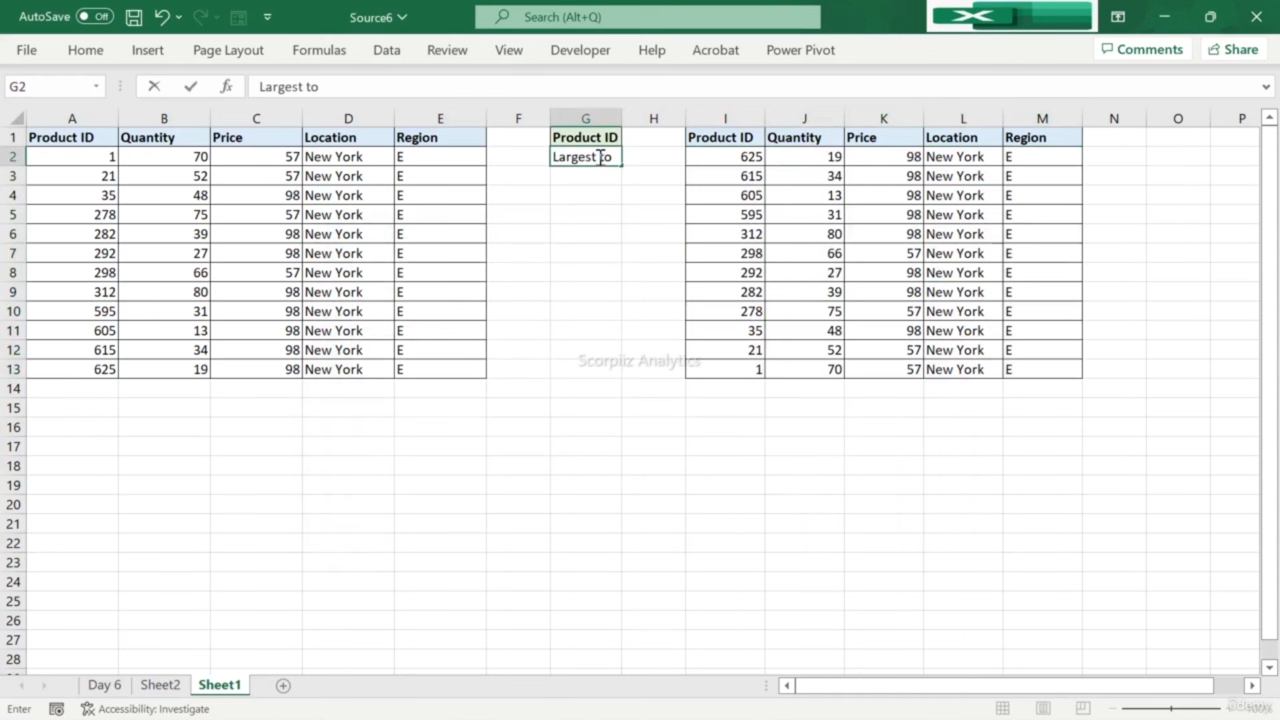 AutoSave Off Source6 Search (Alt+Q)
File Home Insert Page Layout Formulas Data Review View Developer Help Acrobat Power Pivot Comments Share
G2 fx Largest to
A B C D E F G H I J K L M N O P
1 Product ID Quantity Price Location Region Product ID Product ID Quantity Price Location Region
2 1 70 57 New York E Largest to 625 19 98 New York E
3 21 52 57 New York E 615 34 98 New York E
4 35 48 98 New York E 605 13 98 New York E
5 278 75 57 New York E 595 31 98 New York E
6 282 39 98 New York E 312 80 98 New York E
7 292 27 98 New York E 298 66 57 New York E
8 298 66 57 New York E 292 27 98 New York E
9 312 80 98 New York E 282 39 98 New York E
10 595 31 98 New York E 278 75 57 New York E
11 605 13 98 New York E 35 48 98 New York E
12 615 34 98 New York E 21 52 57 New York E
13 625 19 98 New York E 1 70 57 New York E
Scorpiiz Analytics
14
15
16
17
18
19
20
21
22
23
24
25
26
27
28
Day 6 Sheet2 Sheet1
Enter Accessibility: Investigate